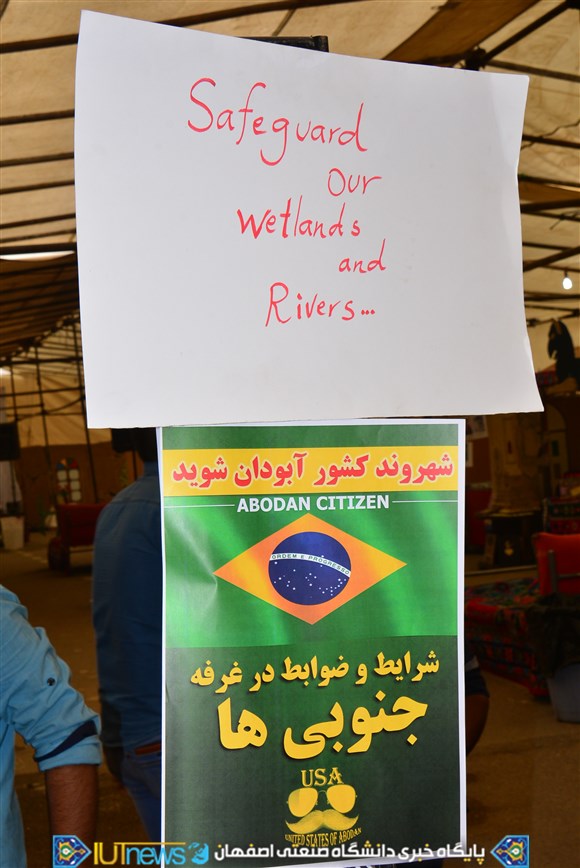 Safeguard
Our
Wetlands
and
Rivers...
شهروند کشور آبودان شوید
ABODAN CITIZEN
ORDEM E PROGRESSO
شرایط و ضوابط در غرفه
جنوبی ها
USA
UNITED STATES OF ABODAN
IUTnews پایگاه خبری دانشگاه صنعتی اصفهان